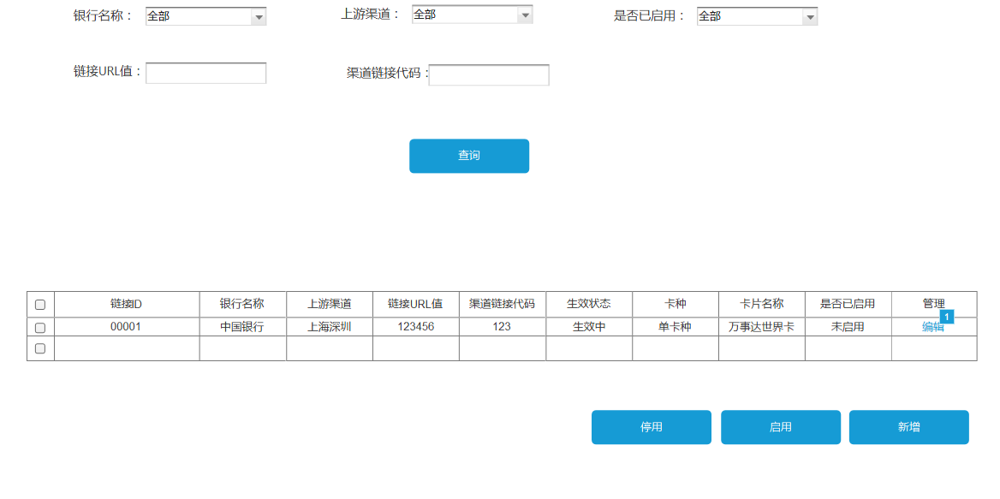 银行名称： 全部 上游渠道： 全部 是否已启用： 全部
链接URL值： 渠道链接代码：
查询
链接ID 银行名称 上游渠道 链接URL值 渠道链接代码 生效状态 卡种 卡片名称 是否已启用 管理
1
00001 中国银行 上海深圳 123456 123 生效中 单卡种 万事达世界卡 未启用 编辑
停用 启用 新增